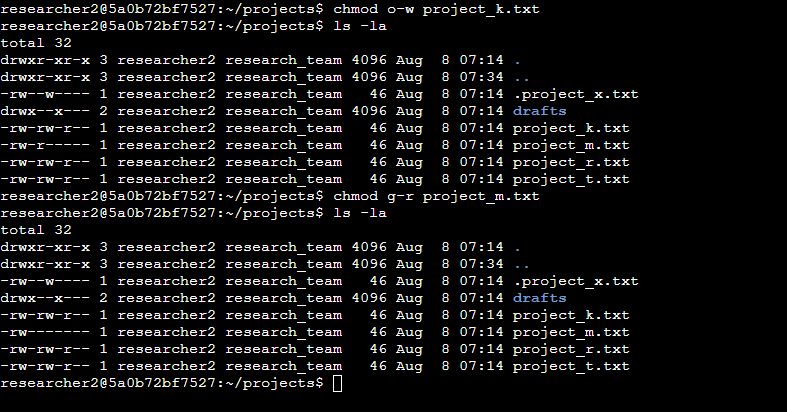 researcher2@5a0b72bf7527:~/projects$ chmod o-w project_k.txt
researcher2@5a0b72bf7527:~/projects$ ls -la
total 32
drwxr-xr-x 3 researcher2 research_team 4096 Aug  8 07:14 .
drwxr-xr-x 3 researcher2 research_team 4096 Aug  8 07:34 ..
-rw--w---- 1 researcher2 research_team   46 Aug  8 07:14 .project_x.txt
drwx--x--- 2 researcher2 research_team 4096 Aug  8 07:14 drafts
-rw-rw-r-- 1 researcher2 research_team   46 Aug  8 07:14 project_k.txt
-rw-r----- 1 researcher2 research_team   46 Aug  8 07:14 project_m.txt
-rw-rw-r-- 1 researcher2 research_team   46 Aug  8 07:14 project_r.txt
-rw-rw-r-- 1 researcher2 research_team   46 Aug  8 07:14 project_t.txt
researcher2@5a0b72bf7527:~/projects$ chmod g-r project_m.txt
researcher2@5a0b72bf7527:~/projects$ ls -la
total 32
drwxr-xr-x 3 researcher2 research_team 4096 Aug  8 07:14 .
drwxr-xr-x 3 researcher2 research_team 4096 Aug  8 07:34 ..
-rw--w---- 1 researcher2 research_team   46 Aug  8 07:14 .project_x.txt
drwx--x--- 2 researcher2 research_team 4096 Aug  8 07:14 drafts
-rw-rw-r-- 1 researcher2 research_team   46 Aug  8 07:14 project_k.txt
-rw------- 1 researcher2 research_team   46 Aug  8 07:14 project_m.txt
-rw-rw-r-- 1 researcher2 research_team   46 Aug  8 07:14 project_r.txt
-rw-rw-r-- 1 researcher2 research_team   46 Aug  8 07:14 project_t.txt
researcher2@5a0b72bf7527:~/projects$